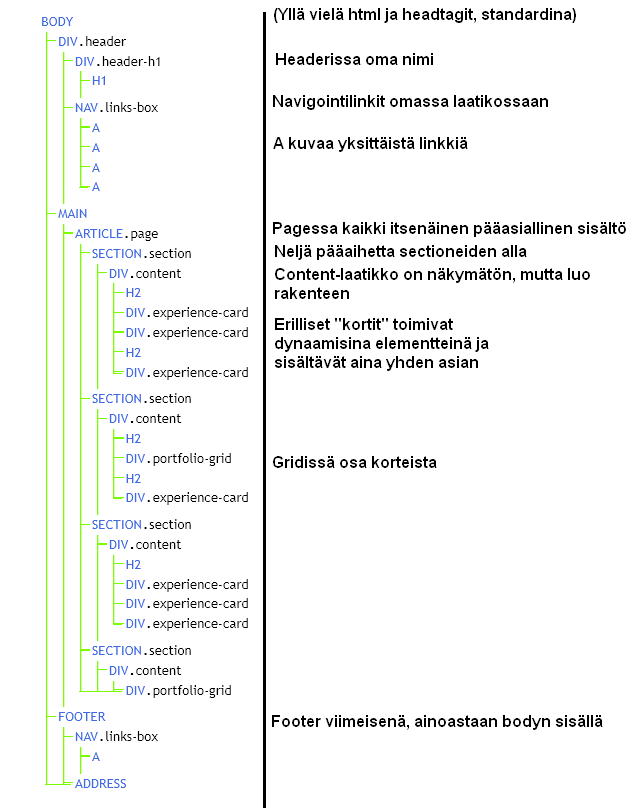 (Yllä vielä html ja headtagit, standardina)
BODY
DIV.header
DIV.header-h1
Headerissa oma nimi
H1
NAV.links-box
Navigointilinkit omassa laatikossaan
A
A
A kuvaa yksittäistä linkkiä
A
A
MAIN
ARTICLE.page
Pagessa kaikki itsenäinen pääasiallinen sisältö
SECTION.section
Neljä pääaihetta sectioneiden alla
DIV.content
Content-laatikko on näkymätön, mutta luo
rakenteen
H2
DIV.experience-card
DIV.experience-card
H2
DIV.experience-card
Erilliset "kortit" toimivat
dynaamisina elementteinä ja
sisältävät aina yhden asian
SECTION.section
DIV.content
H2
DIV.portfolio-grid
Gridissä osa korteista
H2
DIV.experience-card
SECTION.section
DIV.content
H2
DIV.experience-card
DIV.experience-card
DIV.experience-card
SECTION.section
DIV.content
DIV.portfolio-grid
FOOTER
Footer viimeisenä, ainoastaan bodyn sisällä
NAV.links-box
A
ADDRESS